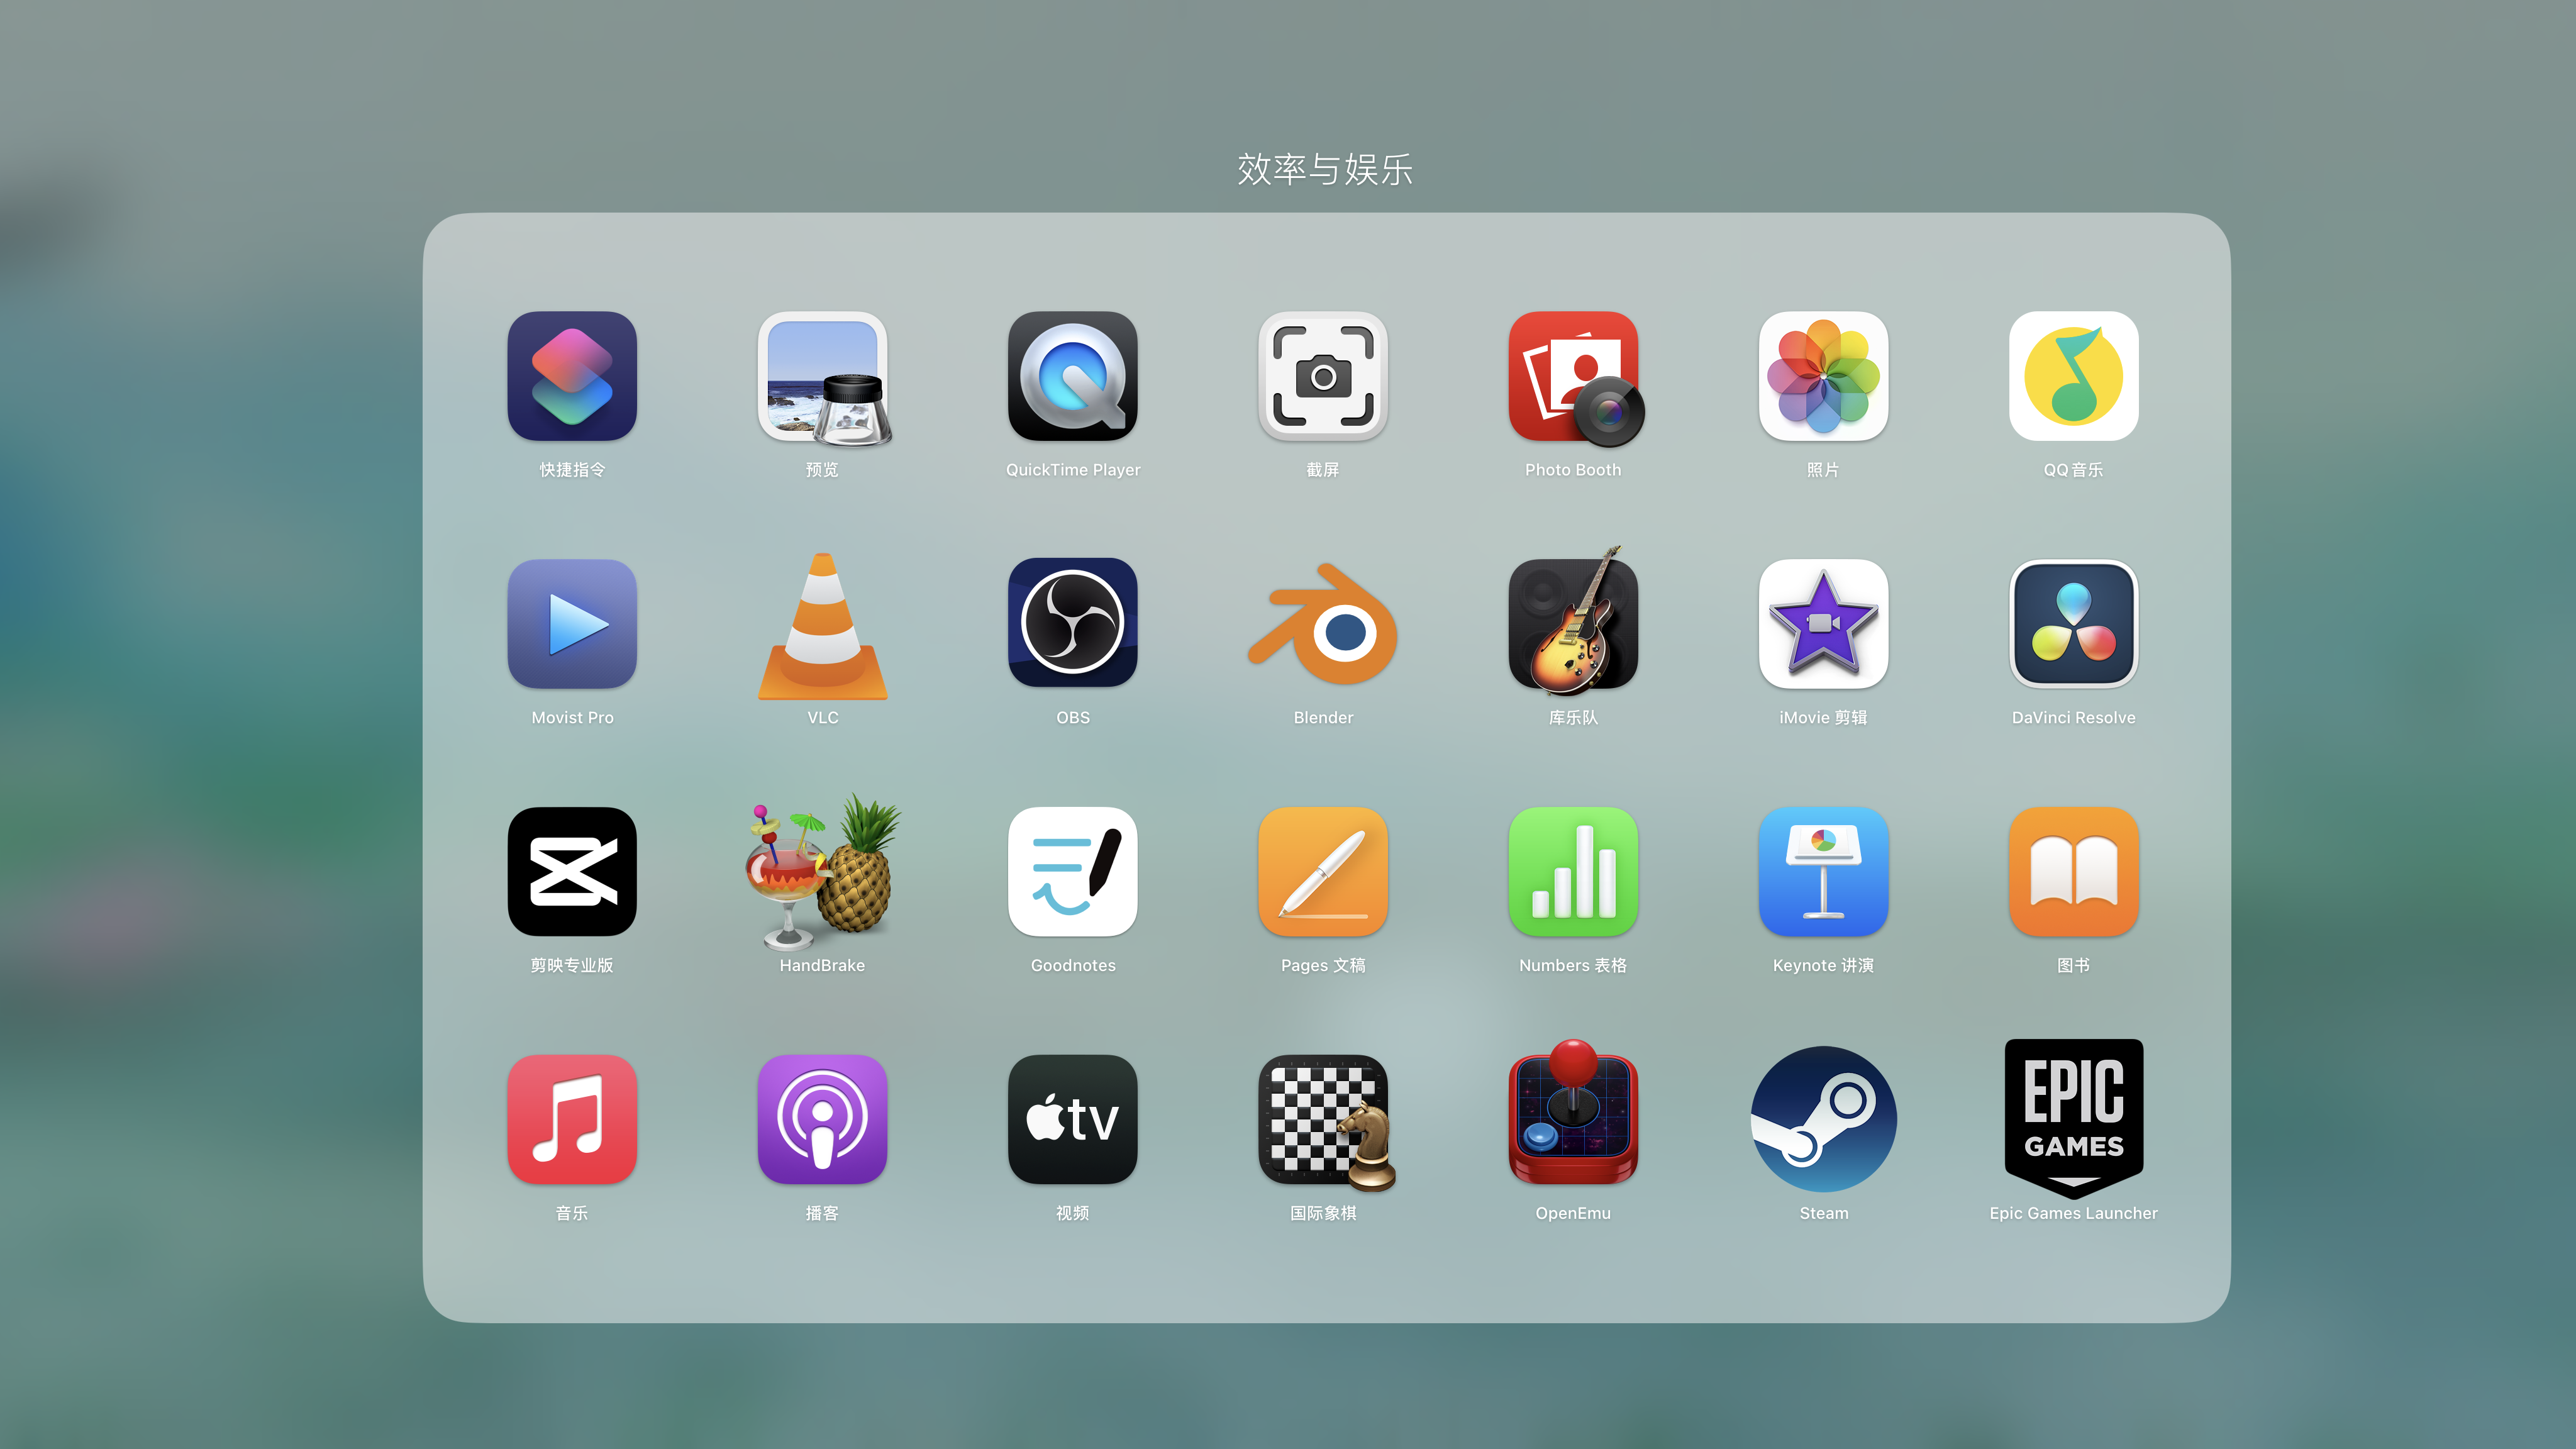 效率与娱乐
快捷指令
预览
QuickTime Player
截屏
Photo Booth
照片
QQ音乐
Movist Pro
VLC
OBS
Blender
库乐队
iMovie 剪辑
DaVinci Resolve
剪映专业版
HandBrake
Goodnotes
Pages 文稿
Numbers 表格
Keynote 讲演
图书
tv
EPIC
GAMES
音乐
播客
视频
国际象棋
OpenEmu
Steam
Epic Games Launcher